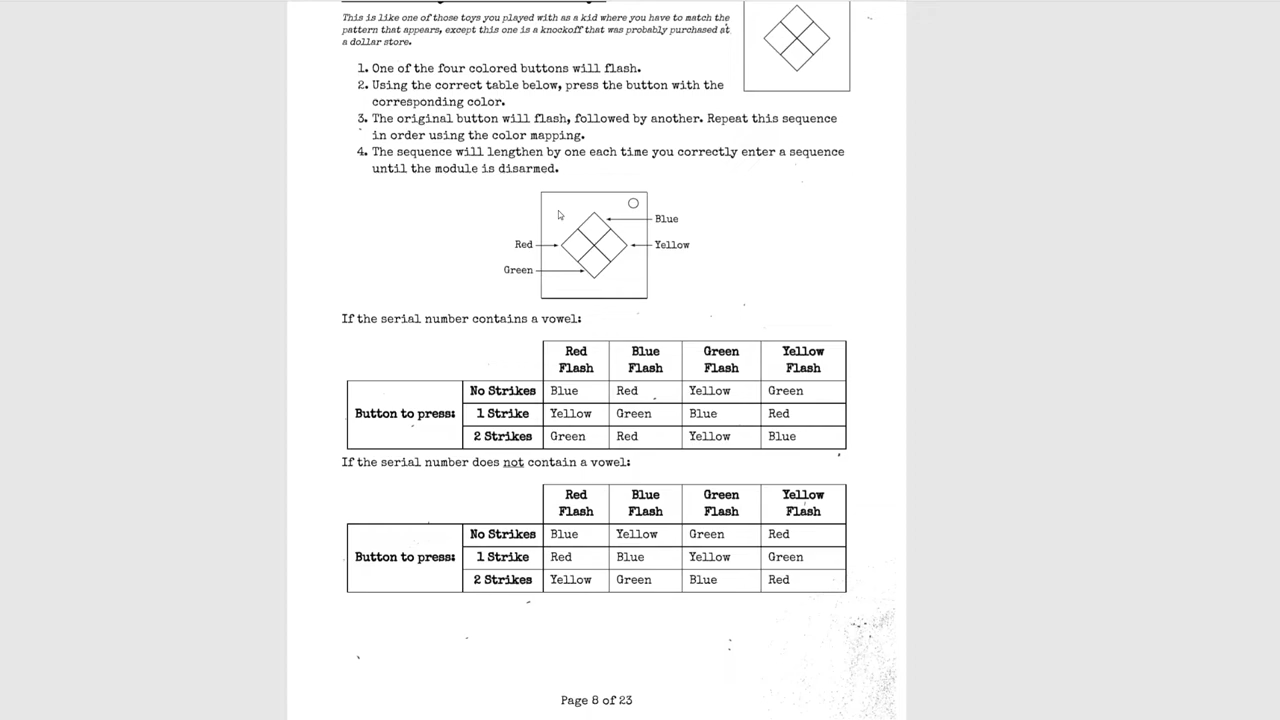 This is like one of those toys you played with as a kid where you have to match the
pattern that appears, except this one is a knockoff that was probably purchased at
a dollar store.
1. One of the four colored buttons will flash.
2. Using the correct table below, press the button with the
corresponding color.
3. The original button will flash, followed by another. Repeat this sequence
in order using the color mapping.
4. The sequence will lengthen by one each time you correctly enter a sequence
until the module is disarmed.
Blue
Red
Yellow
Green
If the serial number contains a vowel:
Red Blue Green Yellow
Flash Flash Flash Flash
No Strikes Blue Red Yellow Green
Button to press: 1 Strike Yellow Green Blue Red
2 Strikes Green Red Yellow Blue
If the serial number does not contain a vowel:
Red Blue Green Yellow
Flash Flash Flash Flash
No Strikes Blue Yellow Green Red
Button to press: 1 Strike Red Blue Yellow Green
2 Strikes Yellow Green Blue Red
Page 8 of 23